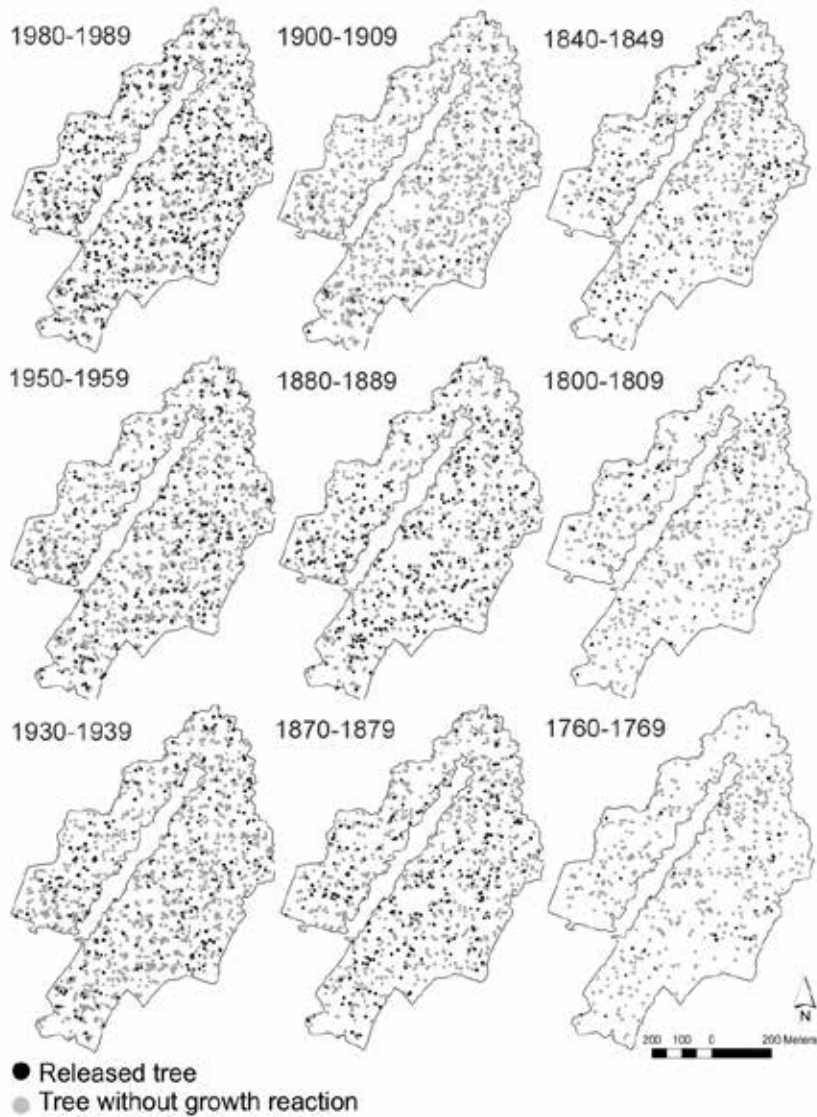 1980-1989
1900-1909
1840-1849
1950-1959
1880-1889
1800-1809
1930-1939
1870-1879
1760-1769
N
200 100 0 200 Meters
Released tree
Tree without growth reaction